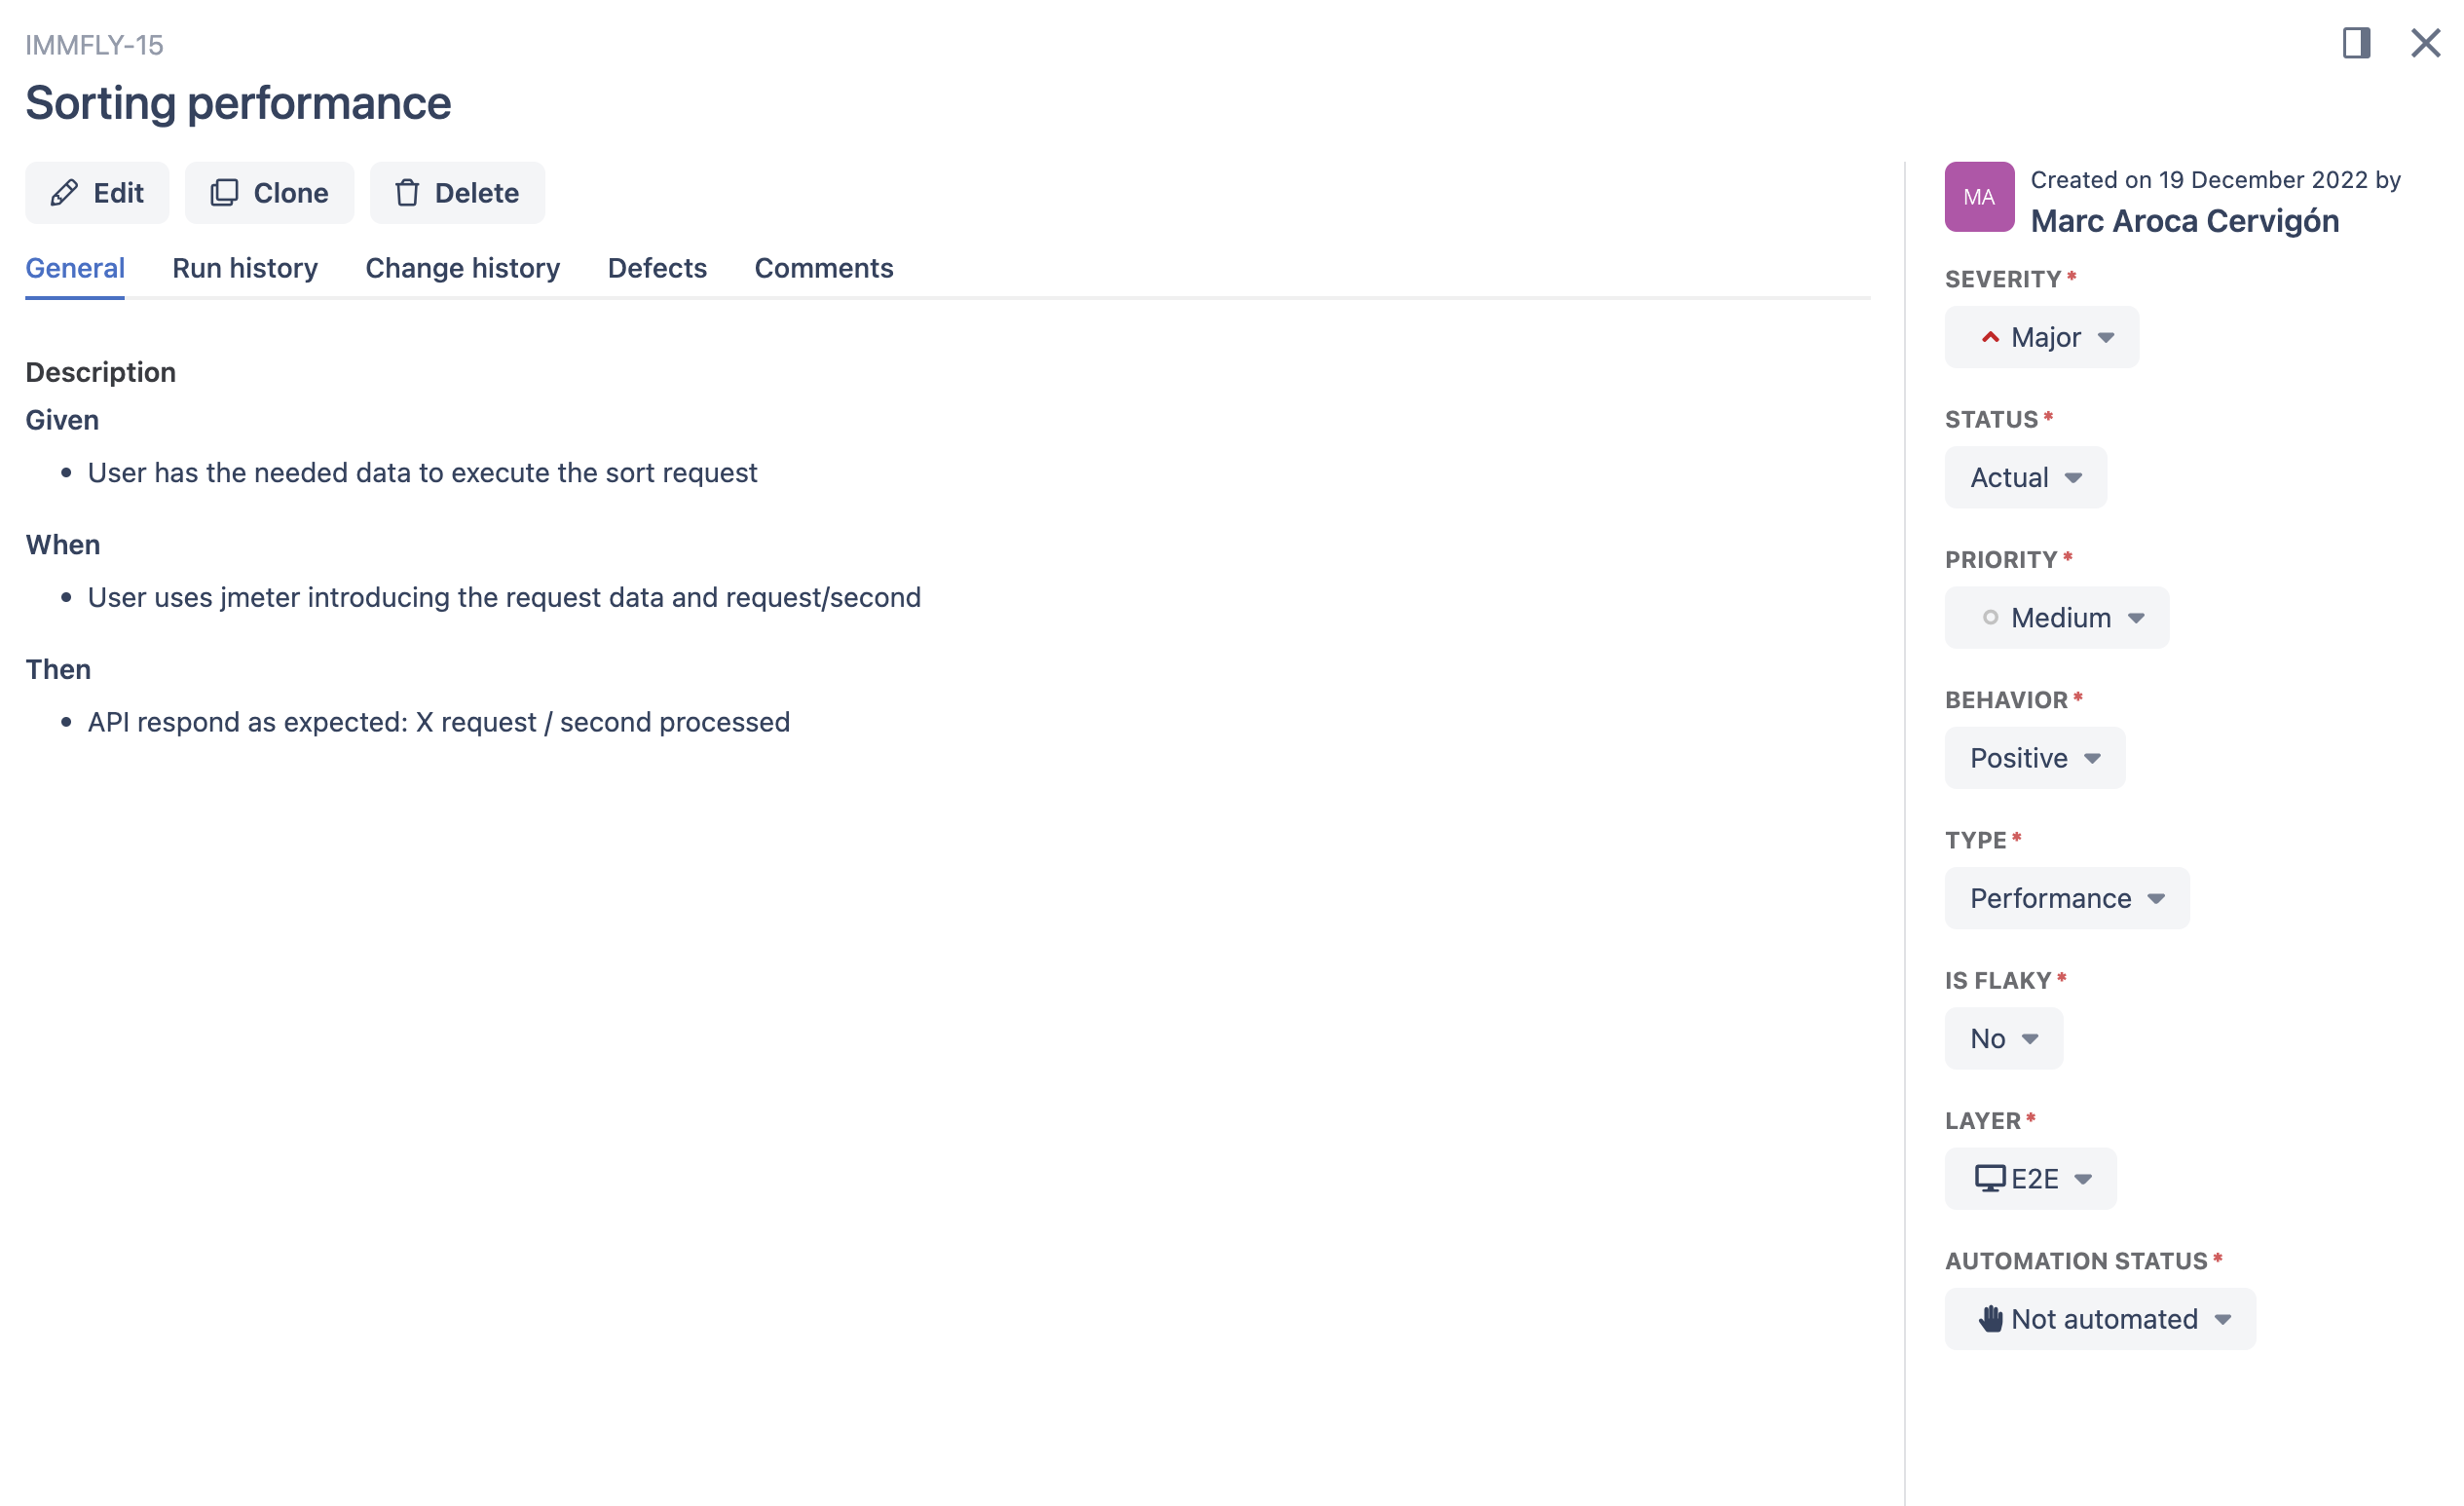 IMMFLY-15
Sorting performance
Edit
Clone
Delete
General
Run history
Change history
Defects
Comments
Description
Given
User has the needed data to execute the sort request
When
User uses jmeter introducing the request data and request/second
Then
API respond as expected: X request / second processed
MA
Created on 19 December 2022 by
Marc Aroca Cervigón
SEVERITY*
Major
STATUS*
Actual
PRIORITY*
Medium
BEHAVIOR*
Positive
TYPE*
Performance
IS FLAKY*
No
LAYER*
E2E
AUTOMATION STATUS*
Not automated